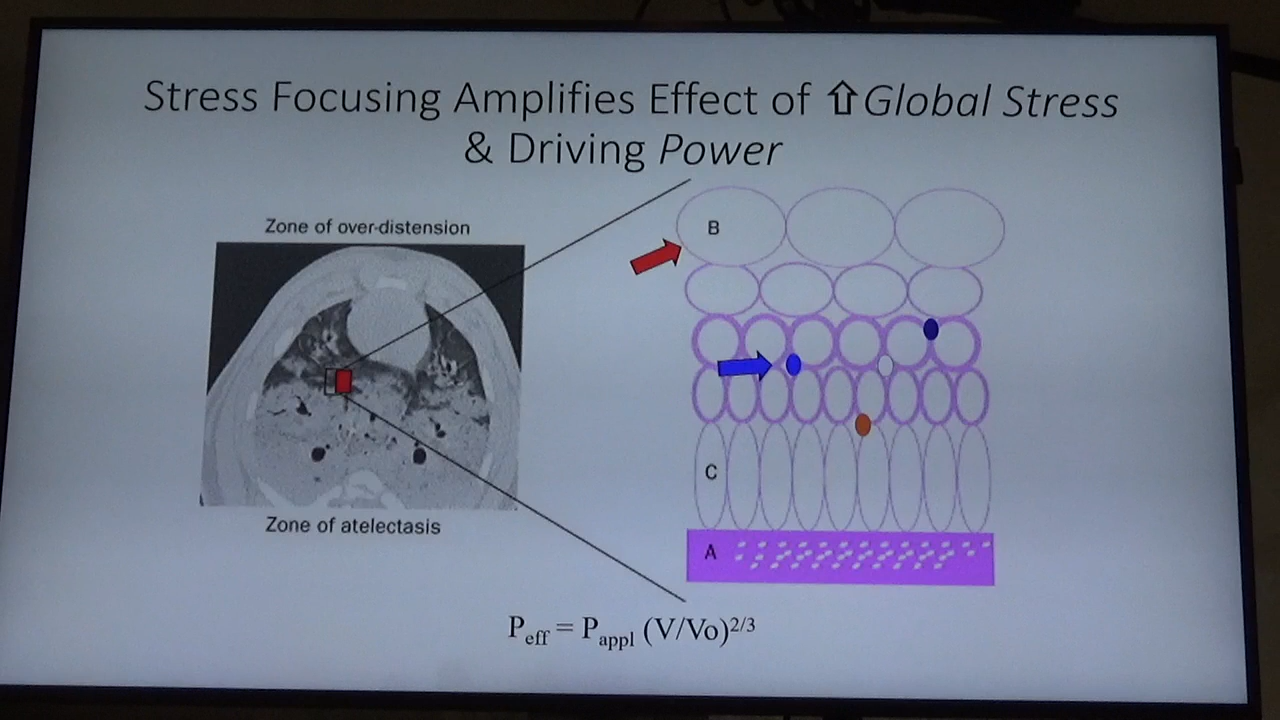 Stress Focusing Amplifies Effect of ⇧Global Stress
& Driving Power
Zone of over-distension
B
C
Zone of atelectasis
A
P_eff = P_appl (V/Vo)^2/3